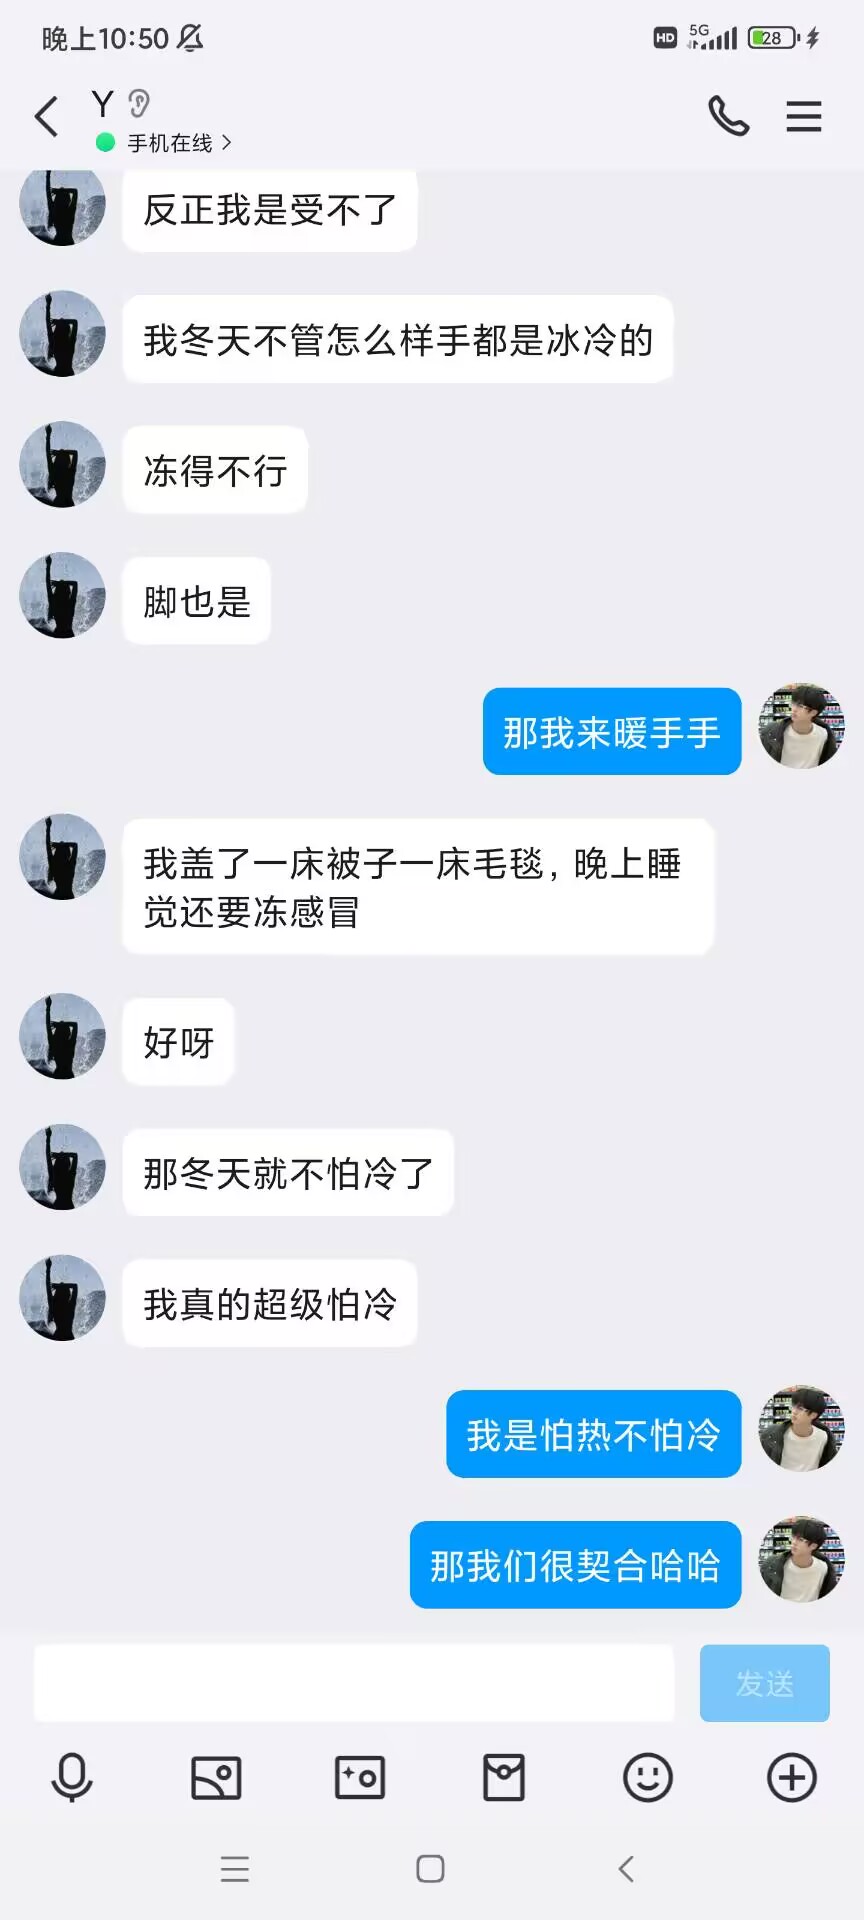 晚上10:50
HD 5G 28
Y
手机在线
反正我是受不了
我冬天不管怎么样手都是冰冷的
冻得不行
脚也是
那我来暖手手
我盖了一床被子一床毛毯，晚上睡
觉还要冻感冒
好呀
那冬天就不怕冷了
我真的超级怕冷
我是怕热不怕冷
那我们很契合哈哈
发送